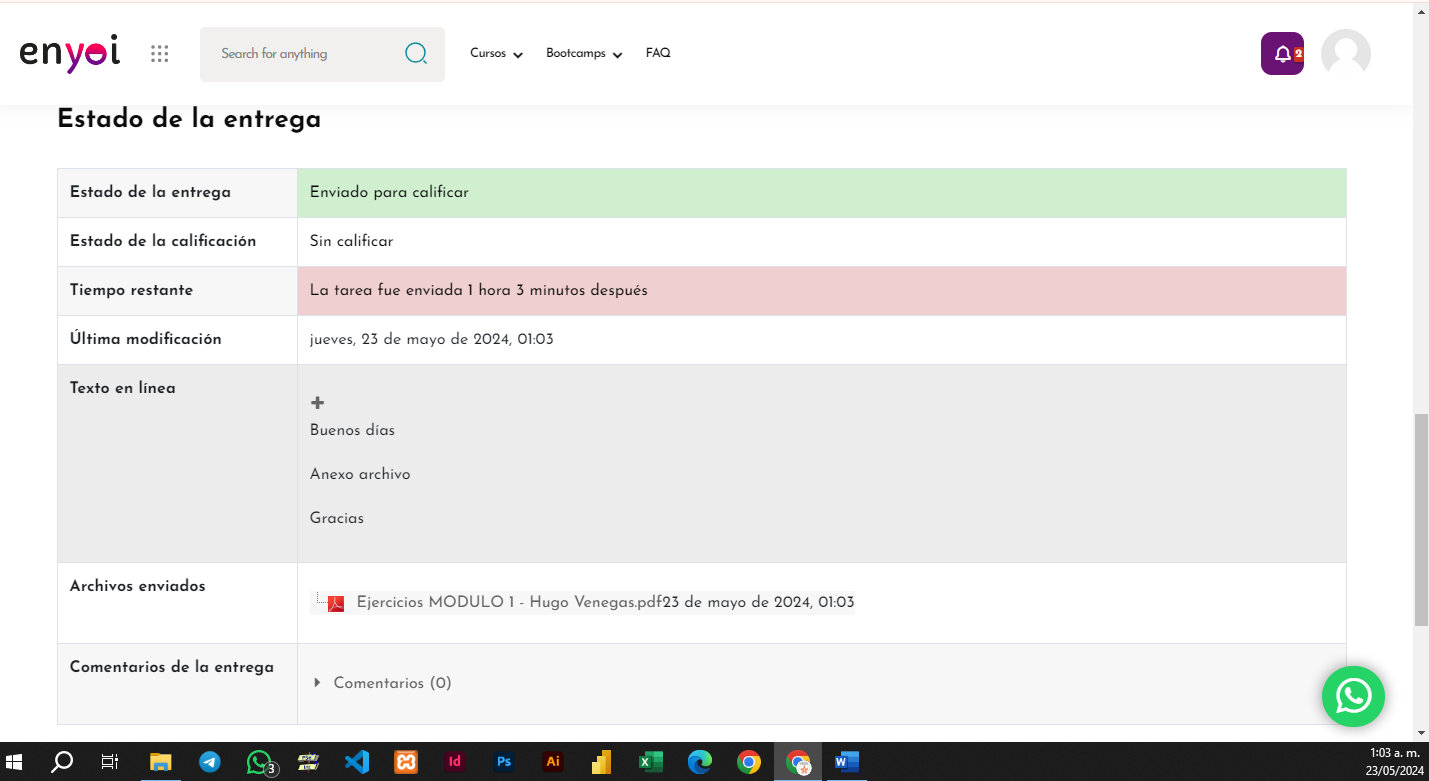 enyoi
Search for anything
Cursos
Bootcamps
FAQ
2
Estado de la entrega
Estado de la entrega
Enviado para calificar
Estado de la calificación
Sin calificar
Tiempo restante
La tarea fue enviada 1 hora 3 minutos después
Última modificación
jueves, 23 de mayo de 2024, 01:03
Texto en línea
Buenos días
Anexo archivo
Gracias
Archivos enviados
Ejercicios MODULO 1 - Hugo Venegas.pdf23 de mayo de 2024, 01:03
Comentarios de la entrega
Comentarios (0)
3
Id
Ps
Ai
1:03 a. m.
23/05/2024